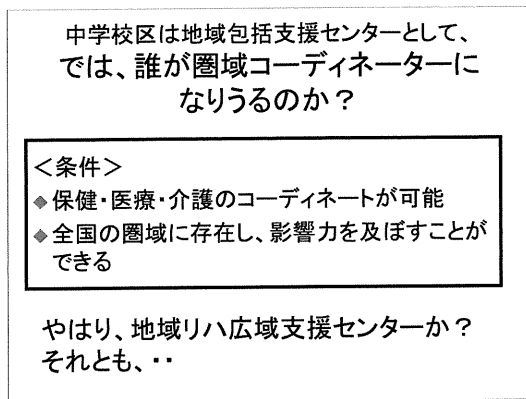 中学校区は地域包括支援センターとして、
では、誰が圏域コーディネーターに
なりうるのか？
＜条件＞
◆保健・医療・介護のコーディネートが可能
◆全国の圏域に存在し、影響力を及ぼすことが
できる
やはり、地域リハ広域支援センターか？
それとも、・・